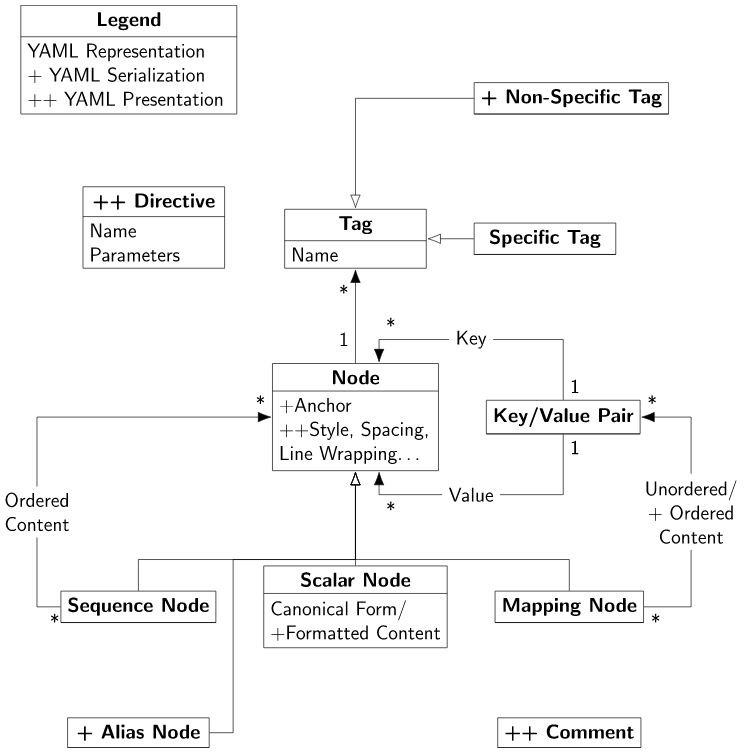 Legend
YAML Representation
+ YAML Serialization
++ YAML Presentation
+ Non-Specific Tag
++ Directive
Name
Parameters
Tag
Name
Specific Tag
*
1
*
Key
1
Node
+Anchor
++Style, Spacing,
Line Wrapping...
*
Key/Value Pair
*
1
Value
*
Ordered
Content
Unordered/
+ Ordered
Content
Scalar Node
Canonical Form/
+Formatted Content
Sequence Node
*
Mapping Node
*
+ Alias Node
++ Comment